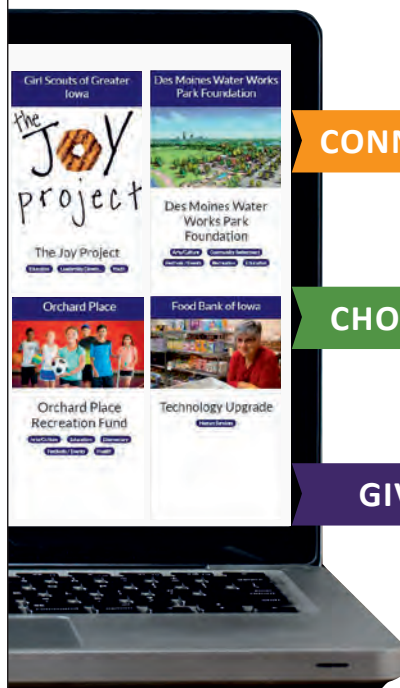 Girl Scouts of Greater
Iowa
the
JOY
project
The Joy Project
Education
Youth
Des Moines Water Works
Park Foundation
Des Moines Water
Works Park
Foundation
Arts/Culture
Community Betterment
Festivals / Events
Recreation
Education
Orchard Place
Orchard Place
Recreation Fund
Arts/Culture
Education
Elementary
Festivals / Events
Health
Food Bank of Iowa
Technology Upgrade
Human Services
CONN
CHO
GIV